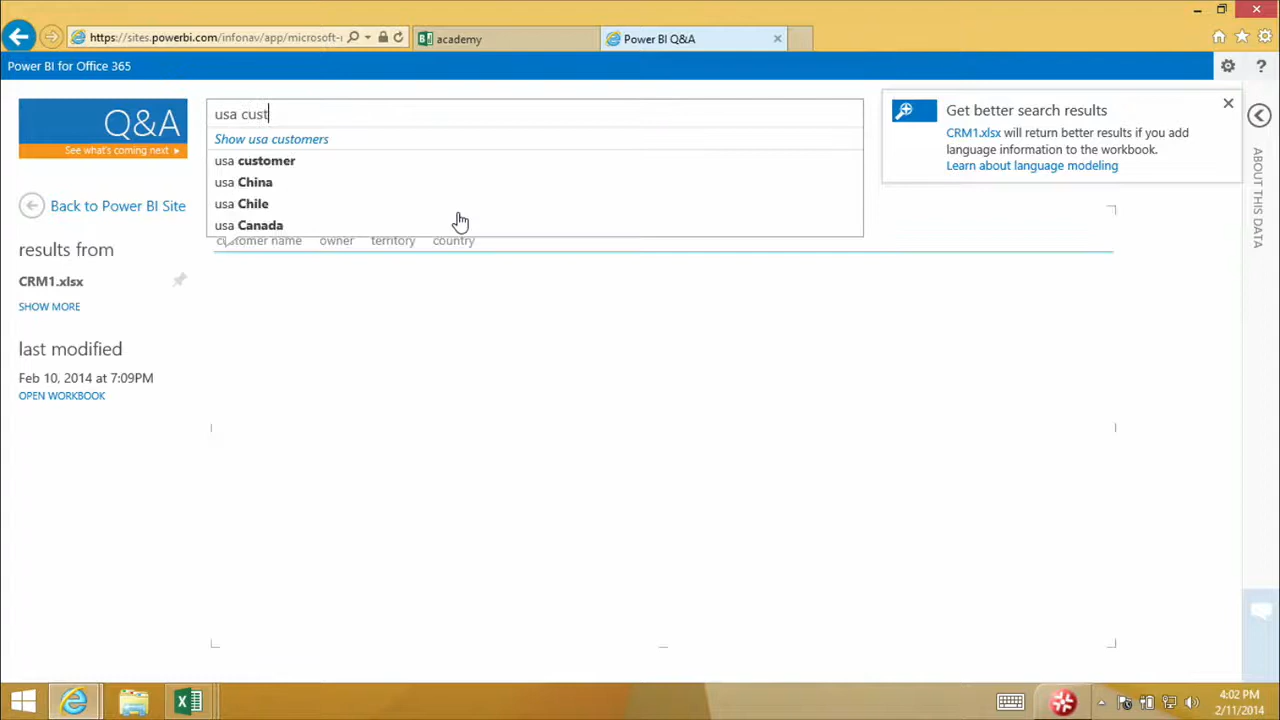 https://sites.powerbi.com/infonav/app/microsoft-
academy
Power BI Q&A
Power BI for Office 365
Q&A
See what's coming next
usa cust
Show usa customers
usa customer
usa China
usa Chile
usa Canada
Get better search results
CRM1.xlsx will return better results if you add
language information to the workbook.
Learn about language modeling
ABOUT THIS DATA
Back to Power BI Site
customer name owner territory country
results from
CRM1.xlsx
SHOW MORE
last modified
Feb 10, 2014 at 7:09PM
OPEN WORKBOOK
4:02 PM
2/11/2014